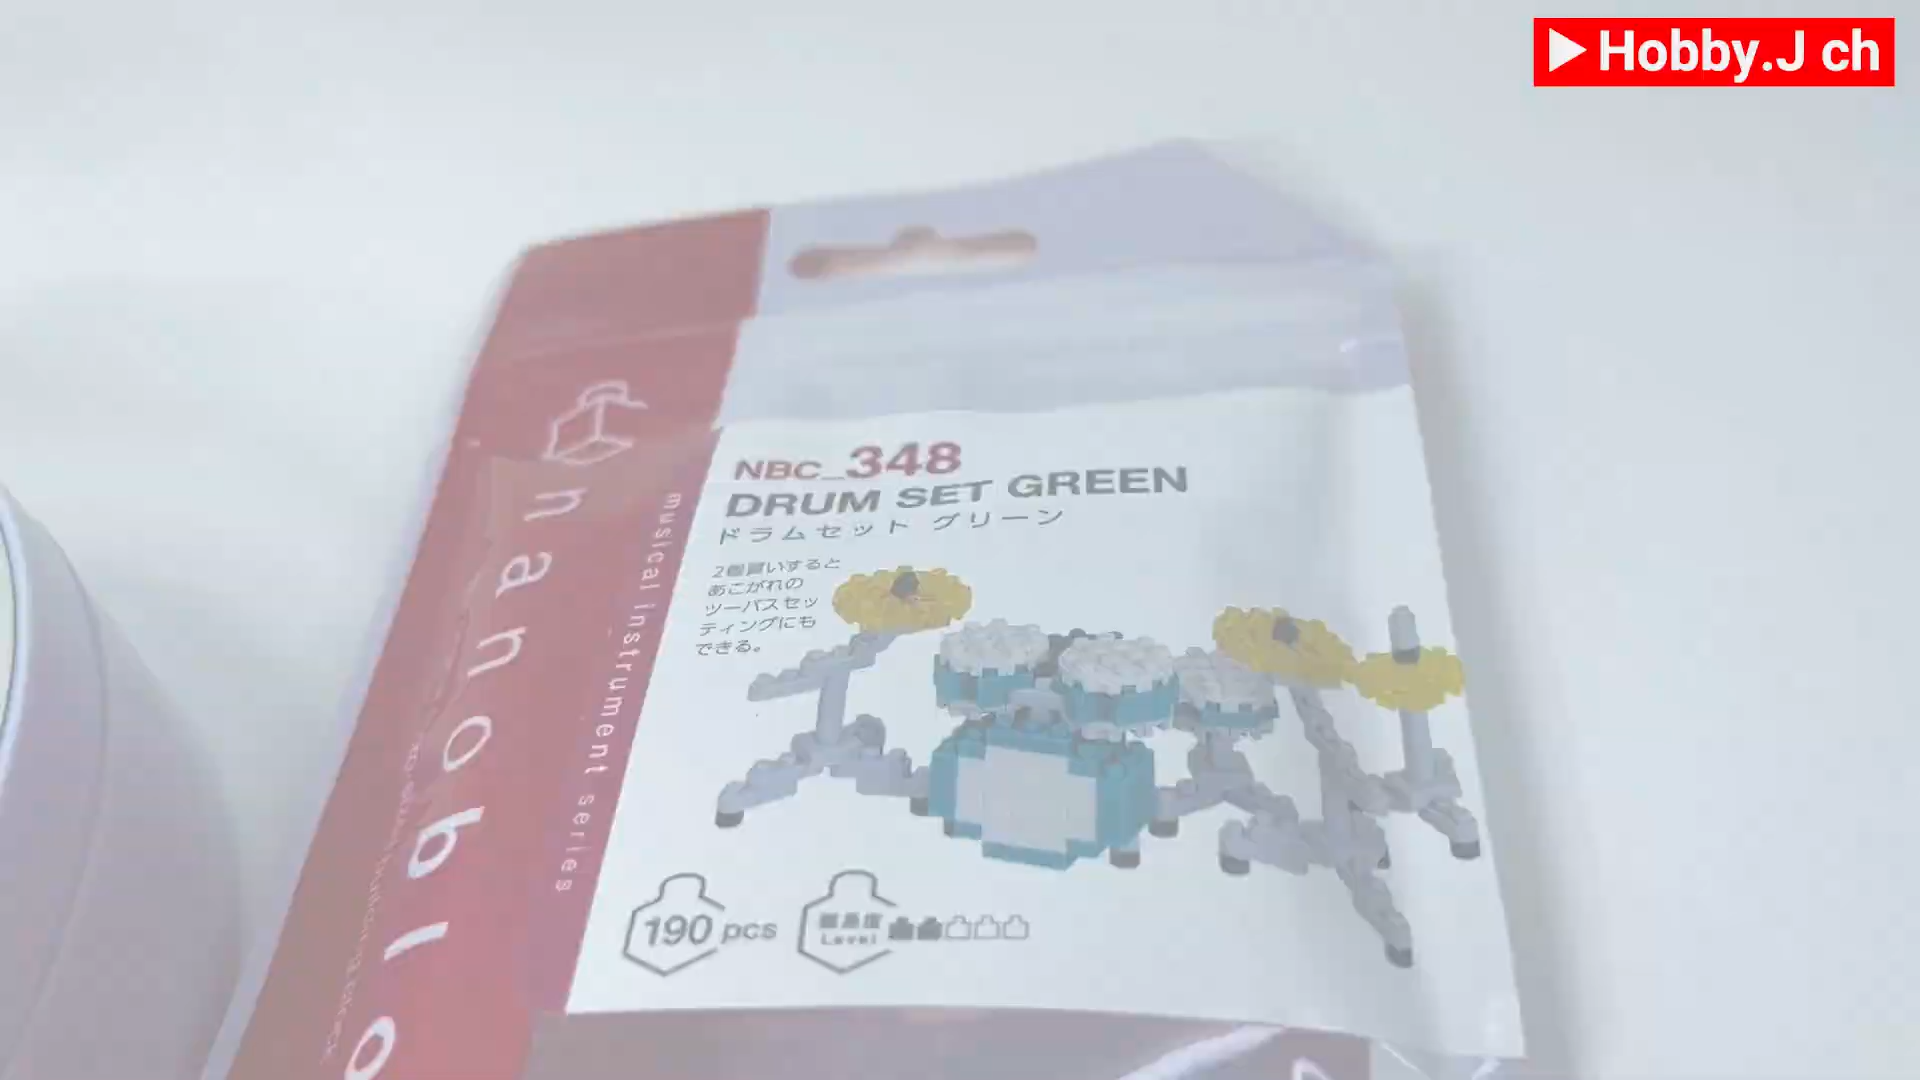 Hobby.J ch
NBC_348
DRUM SET GREEN
ドラムセット グリーン
2個買いすると
あこがれの
ツーバスセッ
ティングにも
できる。
nanoblo
musical instrument series
190 pcs
難易度
Level